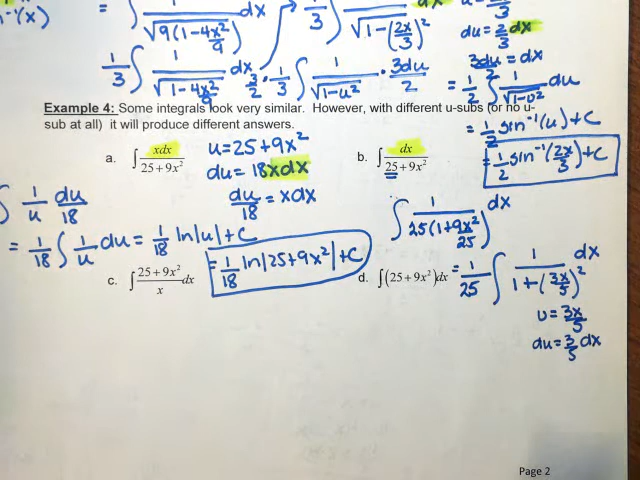 ⁻¹(x) = ∫ 1/√(9(1-4x²/9)) dx → 1/3 ∫ 1/√(1-(2x/3)²) dx
du = 2/3 dx
3du/2 = dx
1/3 ∫ 1/√(1-4x²/9) dx 3/2 · 1/3 ∫ 1/√(1-u²) · 3du/2 = 1/2 ∫ 1/√(1-u²) du
= 1/2 sin⁻¹(u) + C
= 1/2 sin⁻¹(2x/3) + C
Example 4: Some integrals look very similar. However, with different u-subs (or no u-
sub at all) it will produce different answers.
a. ∫ xdx/(25+9x²) u = 25+9x²
du = 18xdx
du/18 = xdx
∫ 1/u du/18
= 1/18 ∫ 1/u du = 1/18 ln|u| + C
= 1/18 ln|25+9x²| + C
b. ∫ dx/(25+9x²)
∫ 1/(25(1+9x²/25)) dx
= 1/25 ∫ 1/(1+(3x/5)²) dx
u = 3x/5
du = 3/5 dx
c. ∫ (25+9x²)/x dx
d. ∫(25+9x²)dx
Page 2